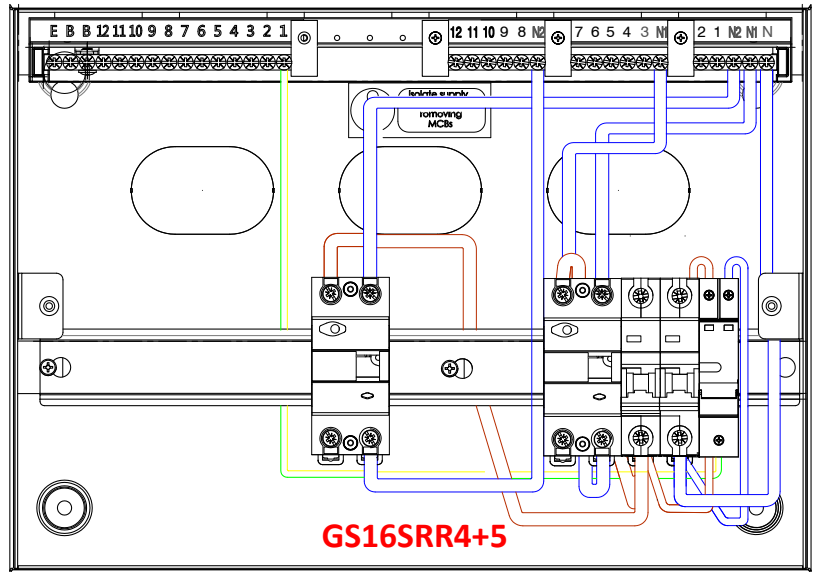 E B B 12 11 10 9 8 7 6 5 4 3 2 1 12 11 10 9 8 N2 7 6 5 4 3 N1 2 1 N2 N1 N
isolate supply
removing
MCBs
GS16SRR4+5